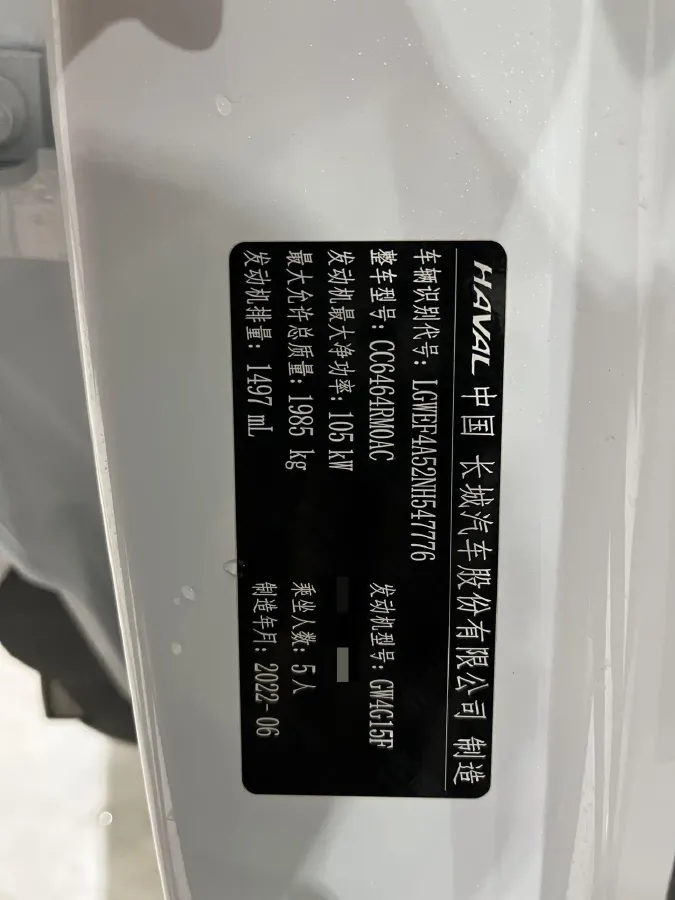 HAVAL 中国 长城汽车股份有限公司 制造
车辆识别代号: LGWEF4A52NH547776
整车型号: CC6464RM0AC 发动机型号: GW4G15F
发动机最大净功率: 105 kW
最大允许总质量: 1985 kg 乘坐人数: 5人
发动机排量: 1497 mL 制造年月: 2022-06